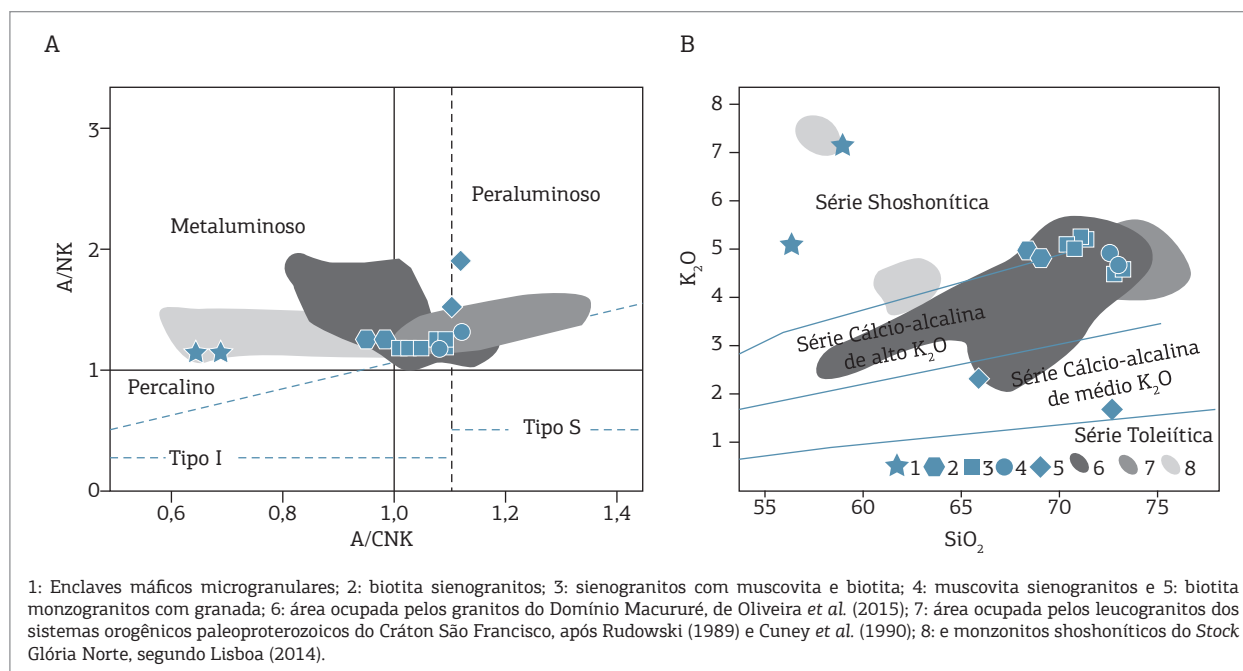 A
3
2
1
0
A/NK
Metaluminoso
Peraluminoso
Percalino
Tipo I
Tipo S
0,6
0,8
1,0
1,2
1,4
A/CNK
B
8
7
6
5
4
3
2
1
K2O
Série Shoshonítica
Série Cálcio-alcalina
de alto K2O
Série Cálcio-alcalina
de médio K2O
Série Toleiítica
1 2 3 4 5 6 7 8
55
60
65
70
75
SiO2
1: Enclaves máficos microgranulares; 2: biotita sienogranitos; 3: sienogranitos com muscovita e biotita; 4: muscovita sienogranitos e 5: biotita
monzogranitos com granada; 6: área ocupada pelos granitos do Domínio Macururé, de Oliveira et al. (2015); 7: área ocupada pelos leucogranitos dos
sistemas orogênicos paleoproterozoicos do Cráton São Francisco, após Rudowski (1989) e Cuney et al. (1990); 8: e monzonitos shoshoníticos do Stock
Glória Norte, segundo Lisboa (2014).